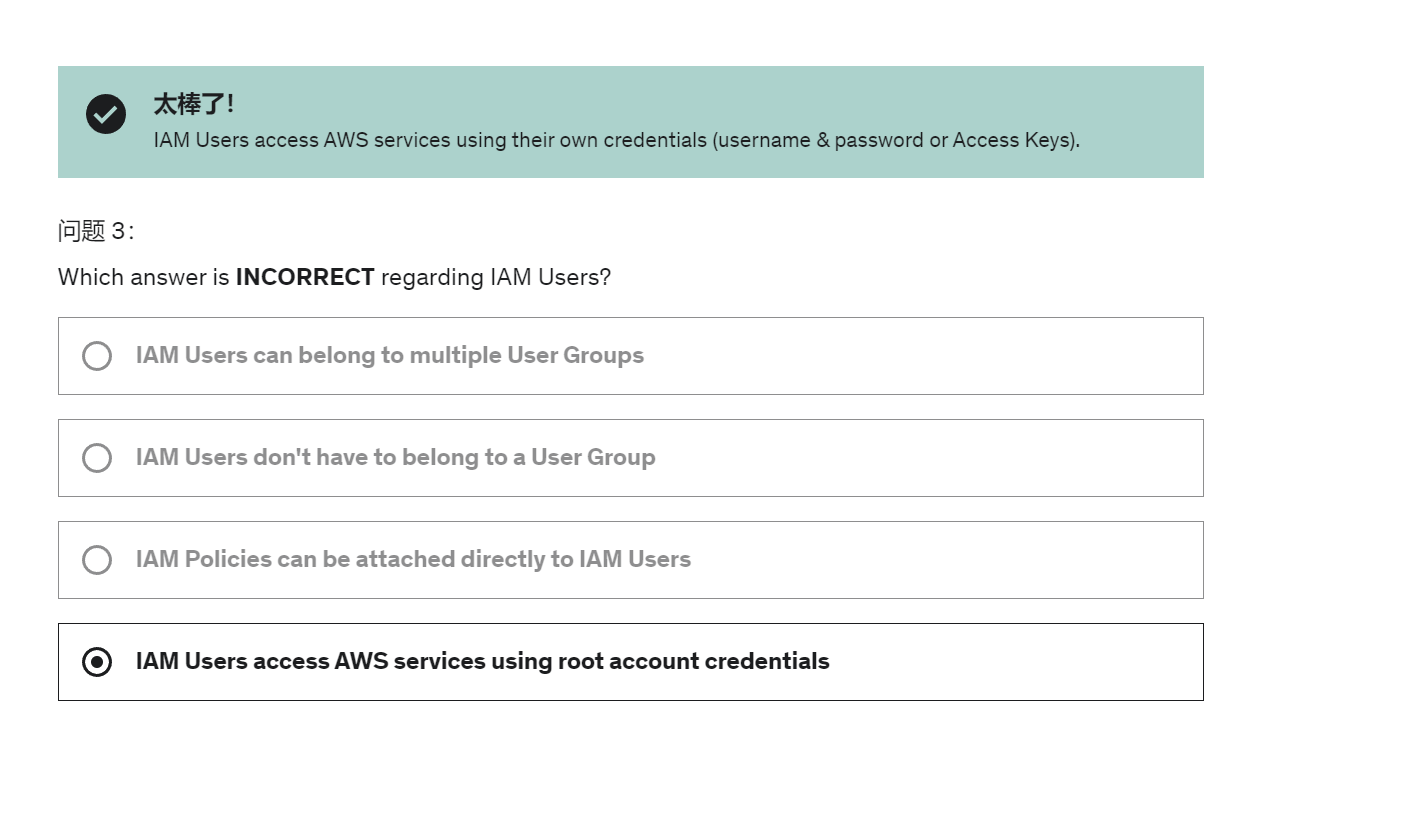 太棒了!
IAM Users access AWS services using their own credentials (username & password or Access Keys).
问题 3:
Which answer is INCORRECT regarding IAM Users?
IAM Users can belong to multiple User Groups
IAM Users don't have to belong to a User Group
IAM Policies can be attached directly to IAM Users
IAM Users access AWS services using root account credentials